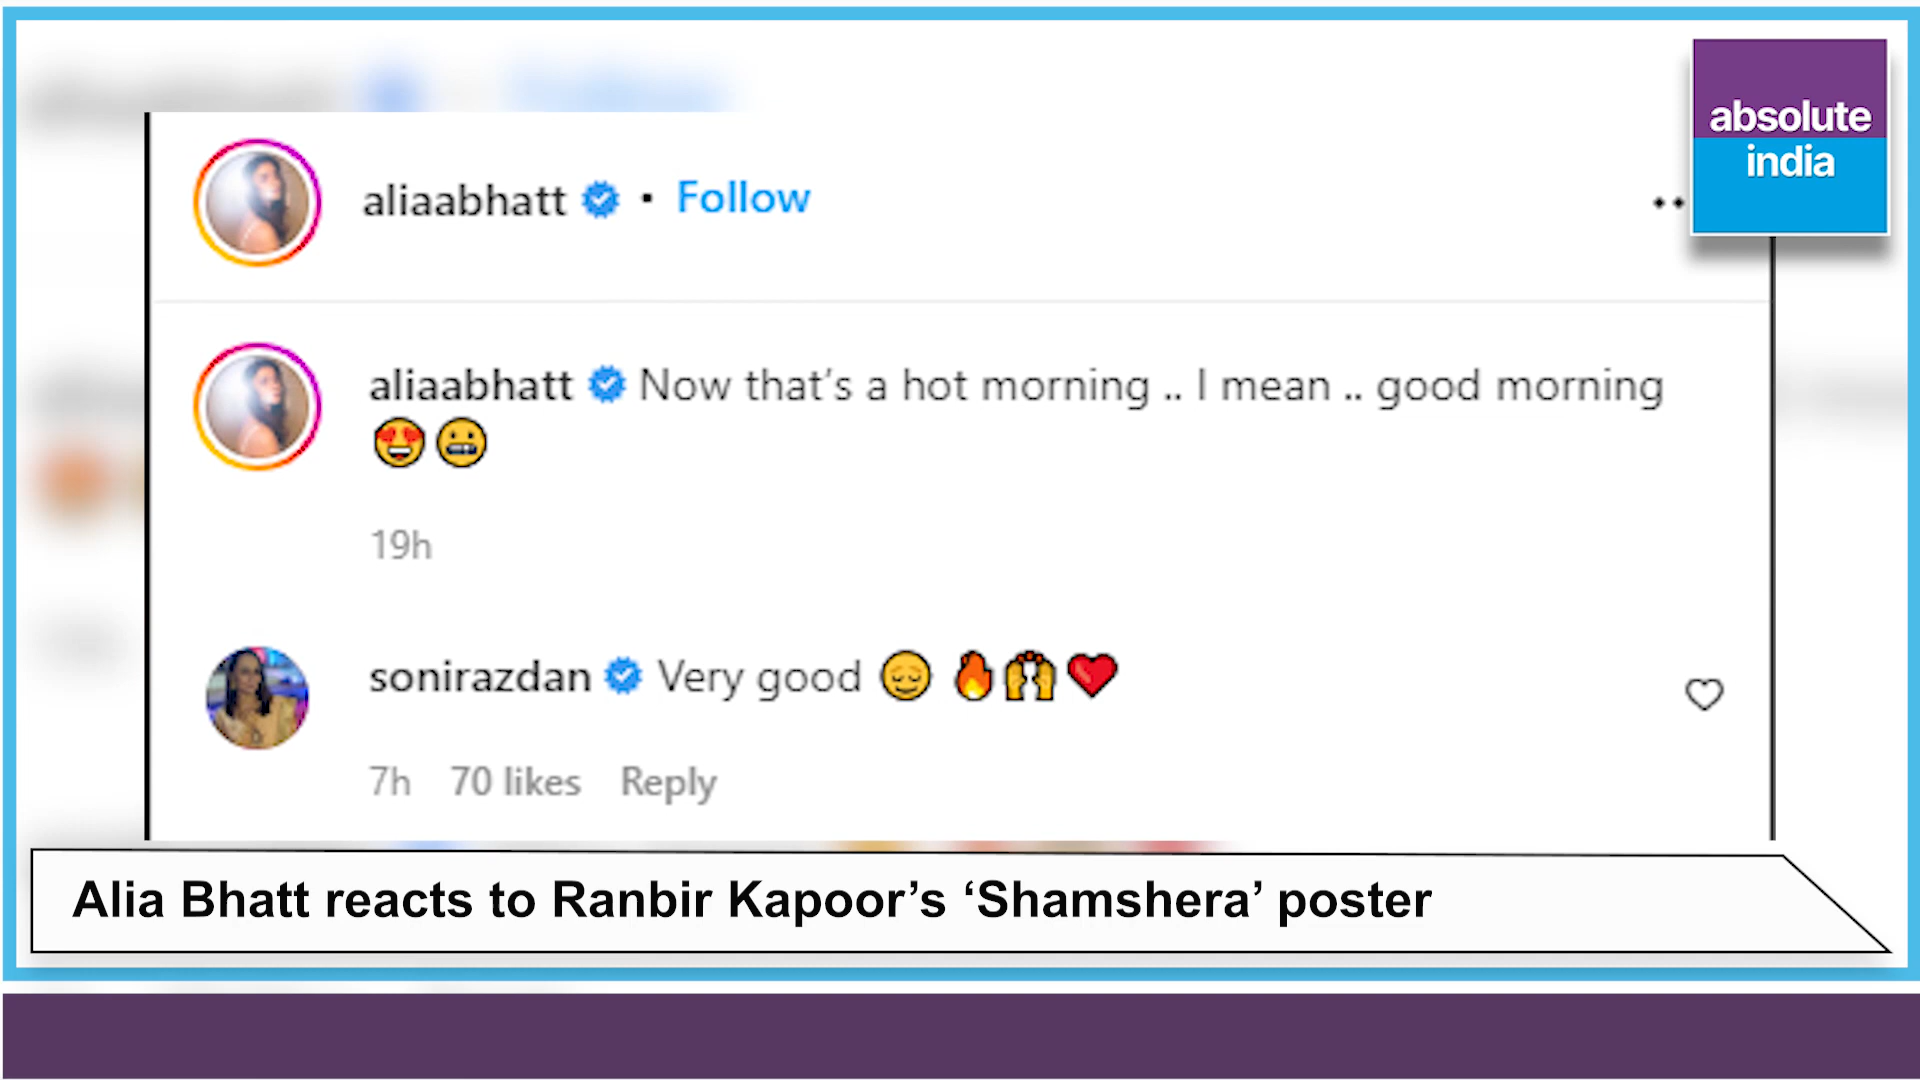 absolute
india
aliaabhatt • Follow
aliaabhatt Now that's a hot morning .. I mean .. good morning
😍😬
19h
sonirazdan Very good 😌 🔥🙌❤️
7h 70 likes Reply
Alia Bhatt reacts to Ranbir Kapoor's ‘Shamshera’ poster